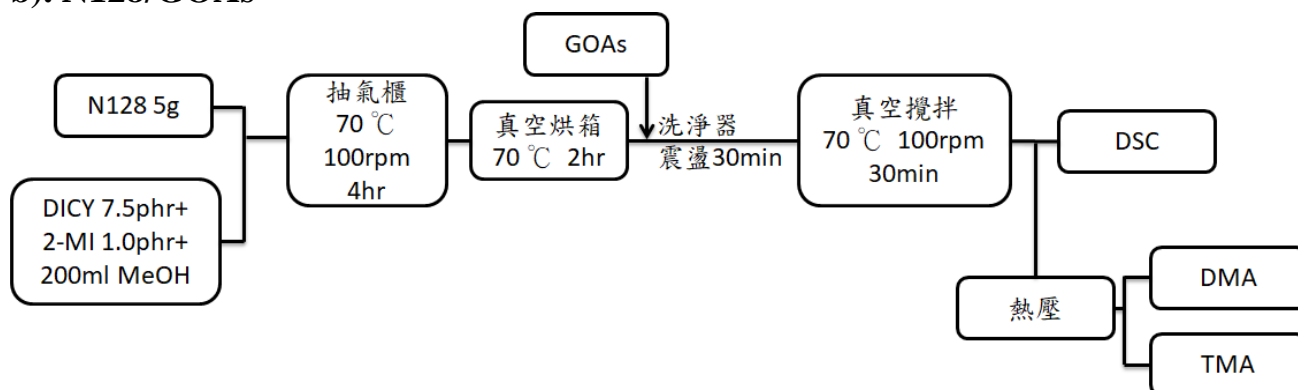 b). N128/GOAs
GOAs
N128 5g
抽氣櫃
70 ℃
100rpm
4hr
真空烘箱
70 ℃ 2hr
洗淨器
震盪30min
真空攪拌
70 ℃ 100rpm
30min
DSC
DICY 7.5phr+
2-MI 1.0phr+
200ml MeOH
熱壓
DMA
TMA